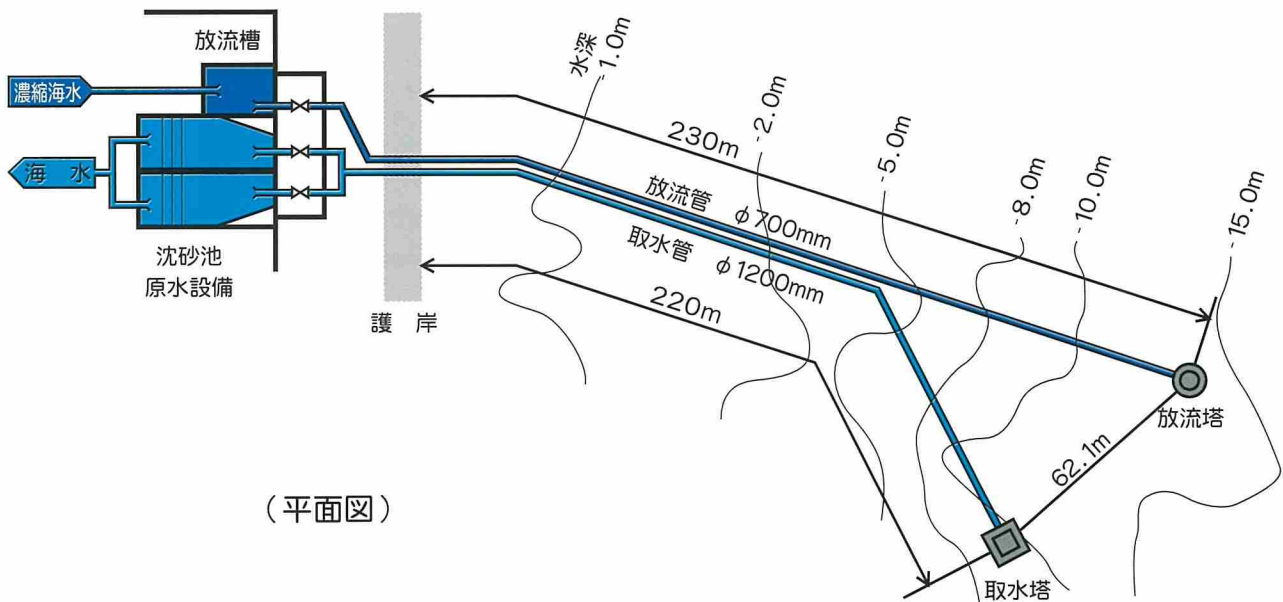 放流槽
濃縮海水
海 水
沈砂池
原水設備
護 岸
水深
-1.0m
-2.0m
-5.0m
-8.0m
-10.0m
-15.0m
230m
放流管 φ700mm
取水管 φ1200mm
220m
放流塔
62.1m
取水塔
(平面図)